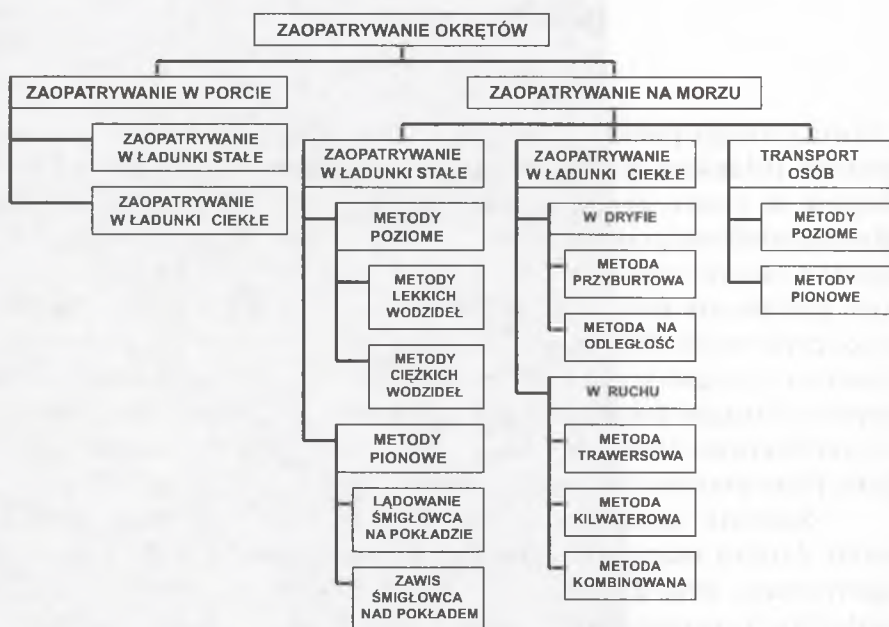 ZAOPATRYWANIE OKRĘTÓW
ZAOPATRYWANIE W PORCIE
ZAOPATRYWANIE
W ŁADUNKI STAŁE
ZAOPATRYWANIE
W ŁADUNKI CIEKŁE
ZAOPATRYWANIE NA MORZU
ZAOPATRYWANIE
W ŁADUNKI STAŁE
METODY
POZIOME
METODY
LEKKICH
WODZIDEŁ
METODY
CIĘŻKICH
WODZIDEŁ
METODY
PIONOWE
LĄDOWANIE
ŚMIGŁOWCA
NA POKŁADZIE
ZAWIS
ŚMIGŁOWCA
NAD POKŁADEM
ZAOPATRYWANIE
W ŁADUNKI CIEKŁE
W DRYFIE
METODA
PRZYBURTOWA
METODA NA
ODLEGŁOŚĆ
W RUCHU
METODA
TRAWERSOWA
METODA
KILWATEROWA
METODA
KOMBINOWANA
TRANSPORT
OSÓB
METODY
POZIOME
METODY
PIONOWE